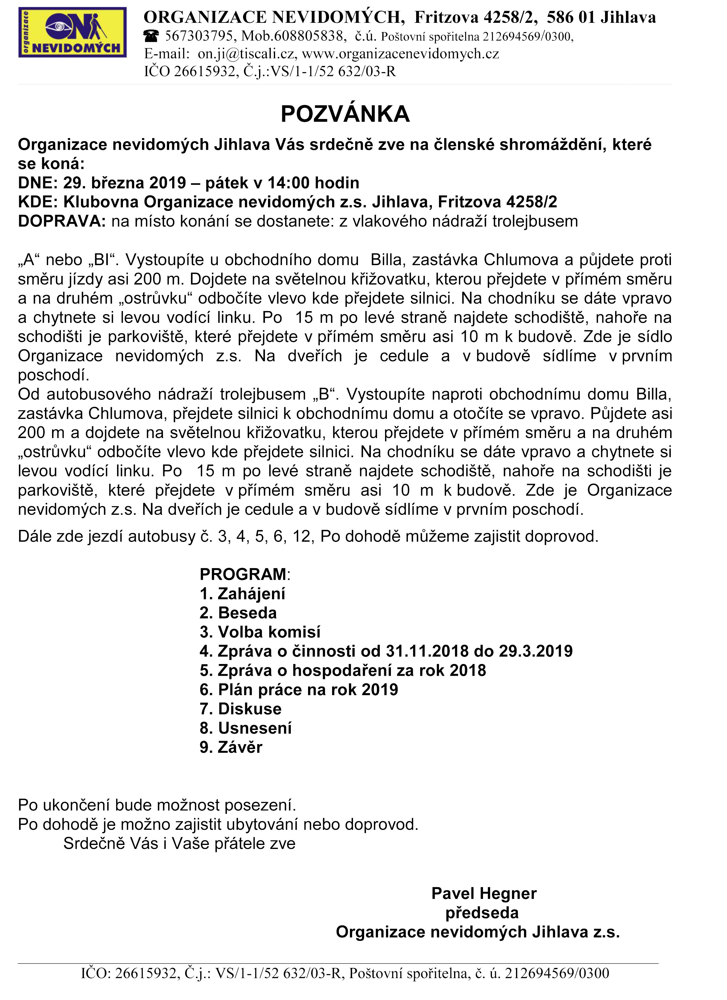 organizace
ON
NEVIDOMÝCH
ORGANIZACE NEVIDOMÝCH, Fritzova 4258/2, 586 01 Jihlava
☎ 567303795, Mob.608805838, č.ú. Poštovní spořitelna 212694569/0300,
E-mail: on.ji@tiscali.cz, www.organizacenevidomych.cz
IČO 26615932, Č.j.:VS/1-1/52 632/03-R
POZVÁNKA
Organizace nevidomých Jihlava Vás srdečně zve na členské shromáždění, které
se koná:
DNE: 29. března 2019 – pátek v 14:00 hodin
KDE: Klubovna Organizace nevidomých z.s. Jihlava, Fritzova 4258/2
DOPRAVA: na místo konání se dostanete: z vlakového nádraží trolejbusem
„A“ nebo „BI“. Vystoupíte u obchodního domu Billa, zastávka Chlumova a půjdete proti
směru jízdy asi 200 m. Dojdete na světelnou křižovatku, kterou přejdete v přímém směru
a na druhém „ostrůvku“ odbočíte vlevo kde přejdete silnici. Na chodníku se dáte vpravo
a chytnete si levou vodící linku. Po 15 m po levé straně najdete schodiště, nahoře na
schodišti je parkoviště, které přejdete v přímém směru asi 10 m k budově. Zde je sídlo
Organizace nevidomých z.s. Na dveřích je cedule a v budově sídlíme v prvním
poschodí.
Od autobusového nádraží trolejbusem „B“. Vystoupíte naproti obchodnímu domu Billa,
zastávka Chlumova, přejdete silnici k obchodnímu domu a otočíte se vpravo. Půjdete asi
200 m a dojdete na světelnou křižovatku, kterou přejdete v přímém směru a na druhém
„ostrůvku“ odbočíte vlevo kde přejdete silnici. Na chodníku se dáte vpravo a chytnete si
levou vodící linku. Po 15 m po levé straně najdete schodiště, nahoře na schodišti je
parkoviště, které přejdete v přímém směru asi 10 m k budově. Zde je Organizace
nevidomých z.s. Na dveřích je cedule a v budově sídlíme v prvním poschodí.
Dále zde jezdí autobusy č. 3, 4, 5, 6, 12, Po dohodě můžeme zajistit doprovod.
PROGRAM:
1. Zahájení
2. Beseda
3. Volba komisí
4. Zpráva o činnosti od 31.11.2018 do 29.3.2019
5. Zpráva o hospodaření za rok 2018
6. Plán práce na rok 2019
7. Diskuse
8. Usnesení
9. Závěr
Po ukončení bude možnost posezení.
Po dohodě je možno zajistit ubytování nebo doprovod.
Srdečně Vás i Vaše přátele zve
Pavel Hegner
předseda
Organizace nevidomých Jihlava z.s.
IČO: 26615932, Č.j.: VS/1-1/52 632/03-R, Poštovní spořitelna, č. ú. 212694569/0300